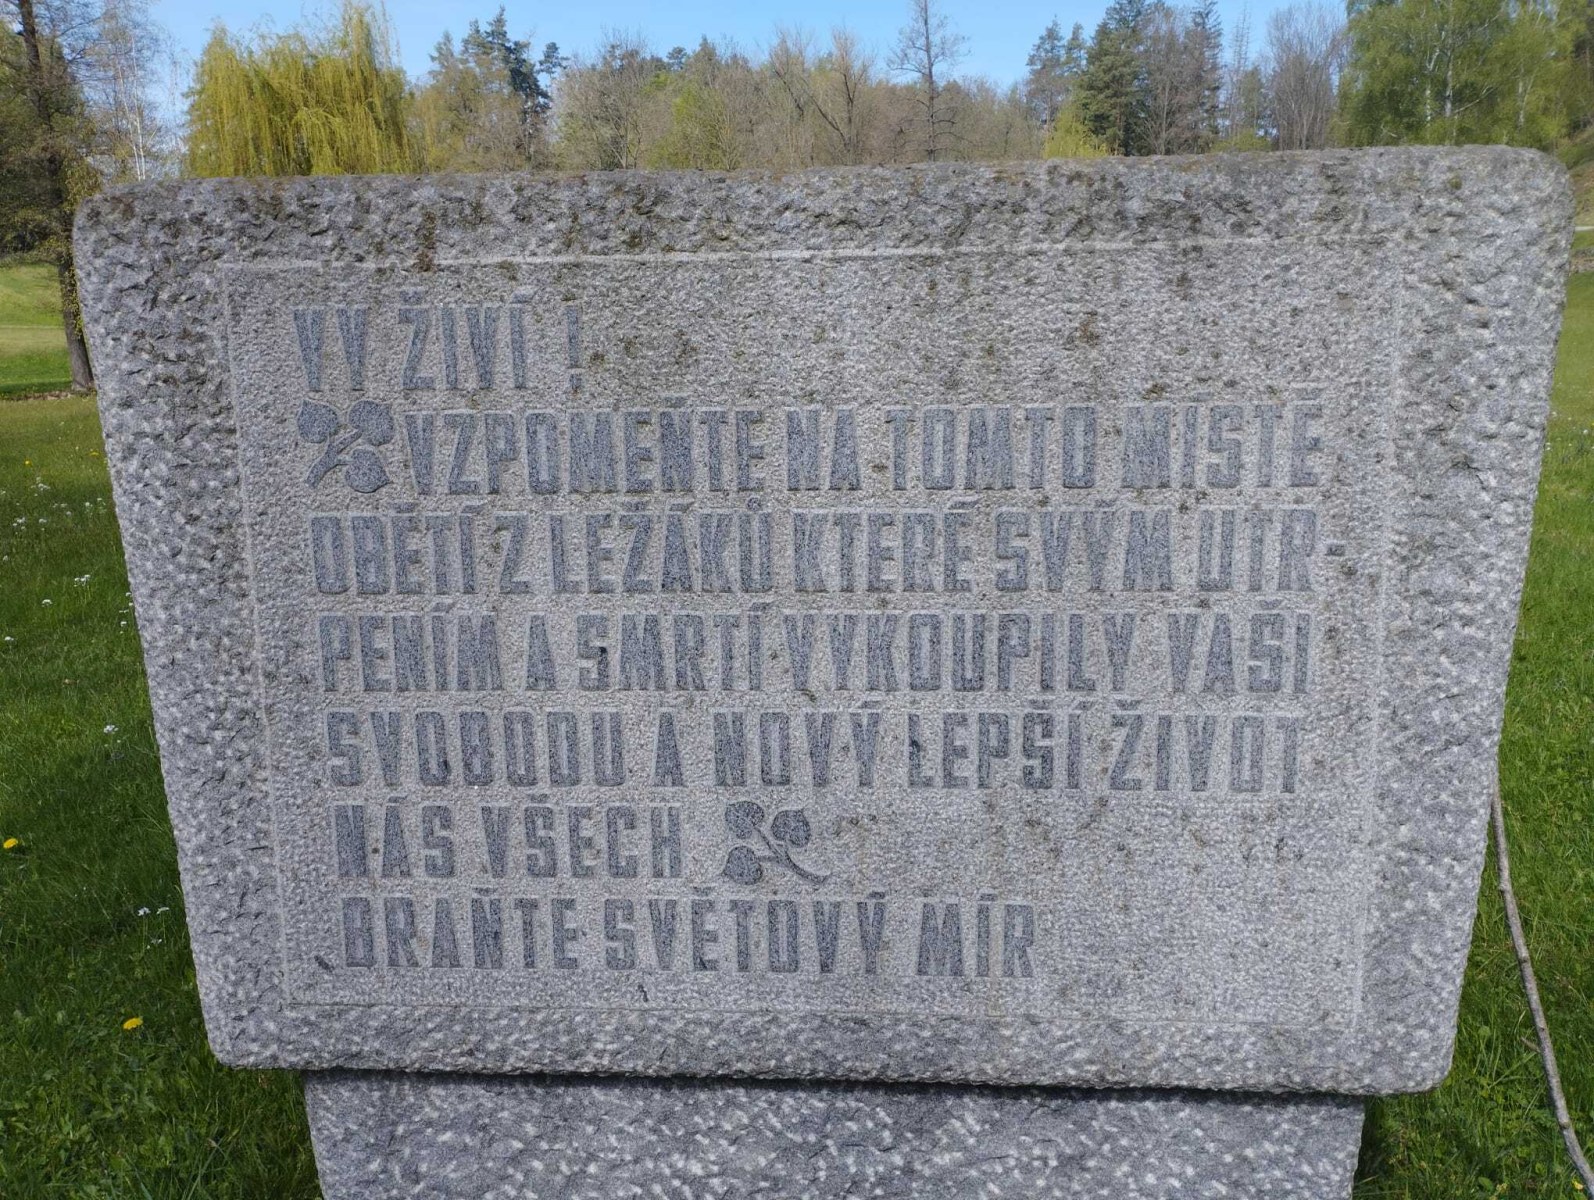 VY ŽIVÍ !
VZPOMEŇTE NA TOMTO MISTĚ
OBĚTÍ Z LEŽÁKŮ KTERÉ SVÝM UTR-
PENÍM A SMRTÍ VYKOUPILY VAŠI
SVOBODU A NOVÝ LEPŠÍ ŽIVOT
NÁS VŠECH
BRAŇTE SVĚTOVÝ MÍR